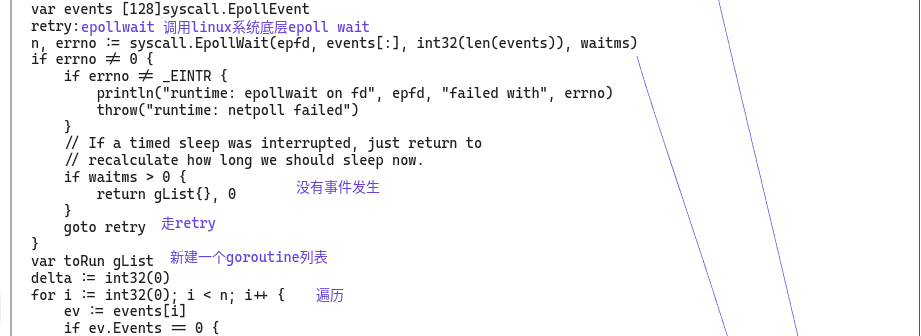 var events [128]syscall.EpollEvent
retry:epollwait 调用linux系统底层epoll wait
n, errno := syscall.EpollWait(epfd, events[:], int32(len(events)), waitms)
if errno != 0 {
if errno != _EINTR {
println("runtime: epollwait on fd", epfd, "failed with", errno)
throw("runtime: netpoll failed")
}
// If a timed sleep was interrupted, just return to
// recalculate how long we should sleep now.
if waitms > 0 {
return gList{}, 0 没有事件发生
}
goto retry 走retry
}
var toRun gList 新建一个goroutine列表
delta := int32(0)
for i := int32(0); i < n; i++ { 遍历
ev := events[i]
if ev.Events == 0 {